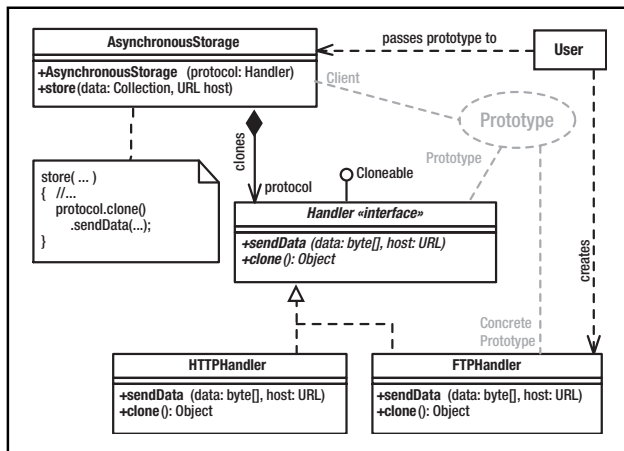 AsynchronousStorage
+AsynchronousStorage (protocol: Handler)
+store(data: Collection, URL host)
passes prototype to
User
Client
Prototype
Prototype
clones
Cloneable
protocol
store( ... )
{ //...
protocol.clone()
.sendData(...);
}
Handler «interface»
+sendData (data: byte[], host: URL)
+clone(): Object
creates
Concrete
Prototype
HTTPHandler
+sendData (data: byte[], host: URL)
+clone(): Object
FTPHandler
+sendData (data: byte[], host: URL)
+clone(): Object